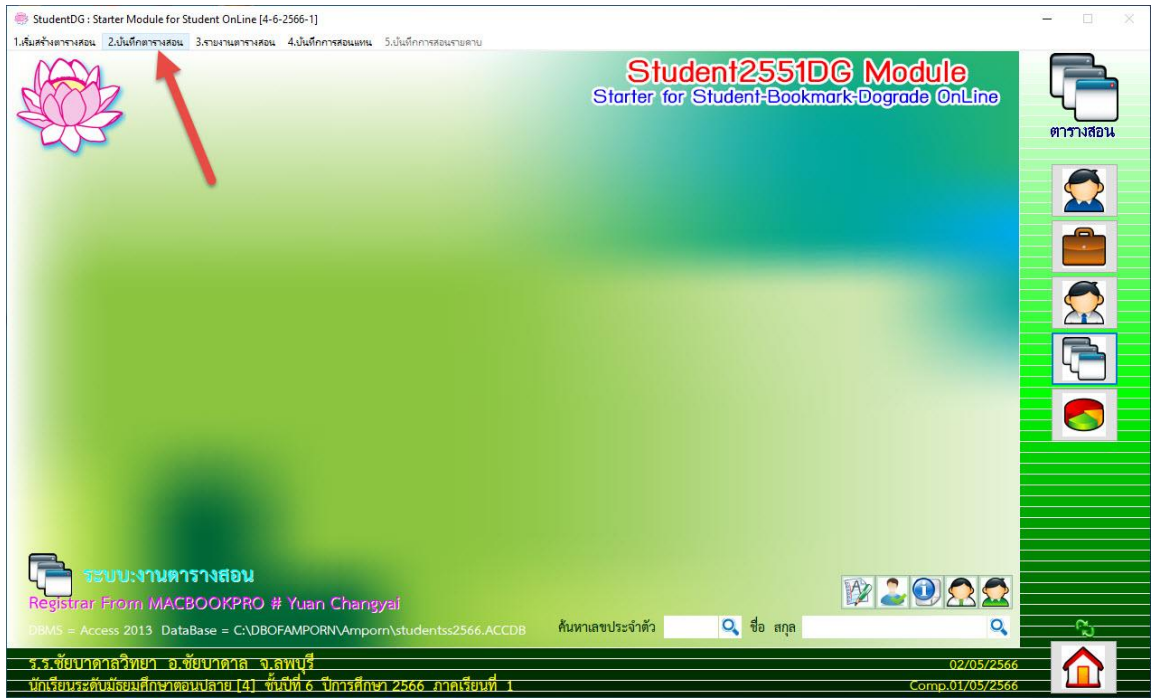 StudentDG : Starter Module for Student OnLine [4-6-2566-1]
1.เริ่มสร้างตารางสอน 2.บันทึกตารางสอน 3.รายงานตารางสอน 4.บันทึกการสอนแทน 5.บันทึกการสอนรายคาบ
Student2551DG Module
Starter for Student-Bookmark-Dograde OnLine
ตารางสอน
ระบบ:งานตารางสอน
Registrar From MACBOOKPRO # Yuan Changyai
DBMS = Access 2013 DataBase = C:\DBOFAMPORN\Amporn\studentss2566.ACCDB
ค้นหาเลขประจำตัว ชื่อ สกุล
ร.ร.ชัยบาดาลวิทยา อ.ชัยบาดาล จ.ลพบุรี 02/05/2566
นักเรียนระดับมัธยมศึกษาตอนปลาย [4] ชั้นปีที่ 6 ปีการศึกษา 2566 ภาคเรียนที่ 1 Comp.01/05/2566